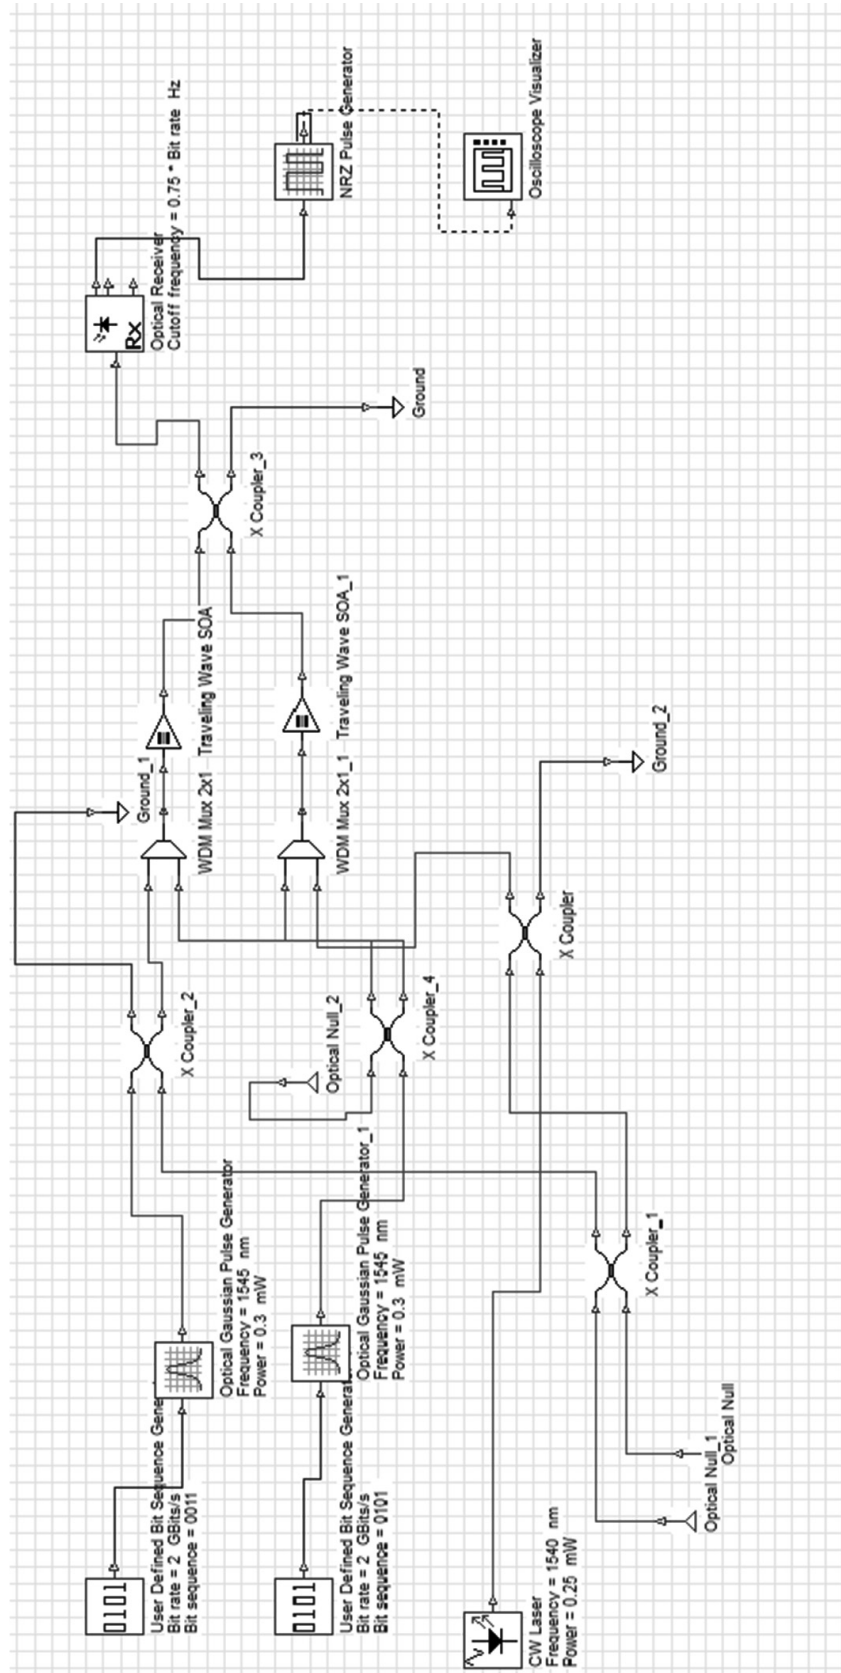 0101
User Defined Bit Sequence Gene
Bit rate = 2 GBits/s
Bit sequence = 0011
Optical Gaussian Pulse Generator
Frequency = 1545 nm
Power = 0.3 mW
X Coupler_2
Ground_1
WDM Mux 2x1
Traveling Wave SOA
X Coupler_3
Ground
Rx
Optical Receiver
Cutoff frequency = 0.75 * Bit rate Hz
0101
User Defined Bit Sequence Generat
Bit rate = 2 GBits/s
Bit sequence = 0101
Optical Gaussian Pulse Generator_1
Frequency = 1545 nm
Power = 0.3 mW
Optical Null_2
X Coupler_4
WDM Mux 2x1_1
Traveling Wave SOA_1
NRZ Pulse Generator
CW Laser
Frequency = 1540 nm
Power = 0.25 mW
Optical Null_1
Optical Null
X Coupler_1
X Coupler
Ground_2
Oscilloscope Visualizer